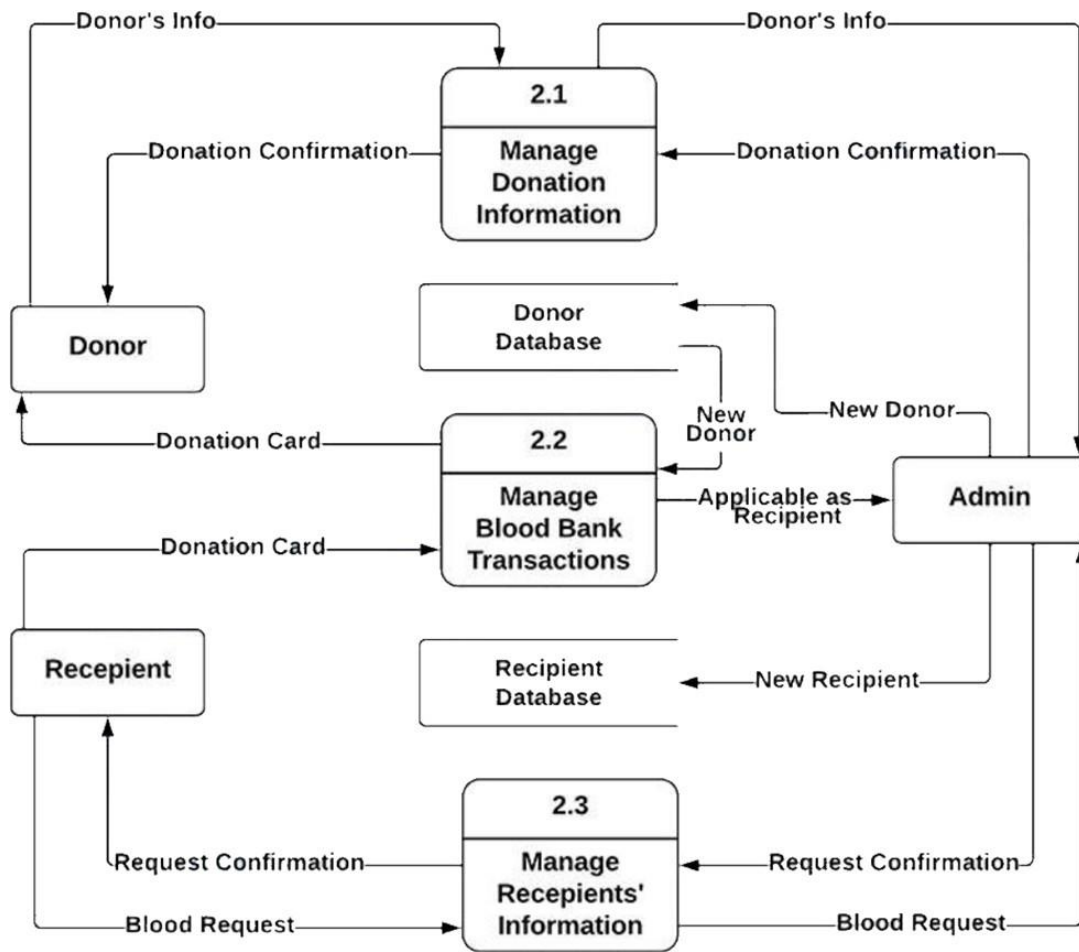 Donor's Info
Donor's Info
2.1
Manage
Donation
Information
Donation Confirmation
Donation Confirmation
Donor
Database
Donor
New Donor
New
Donor
Donation Card
2.2
Manage
Blood Bank
Transactions
Applicable as
Recipient
Admin
Donation Card
Recepient
Recipient
Database
New Recipient
2.3
Manage
Recepients'
Information
Request Confirmation
Request Confirmation
Blood Request
Blood Request